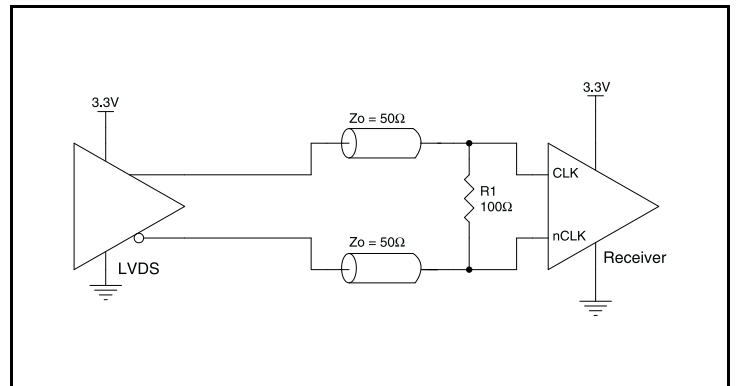 3.3V
3.3V
Zo = 50Ω
CLK
R1
100Ω
nCLK
Zo = 50Ω
LVDS
Receiver